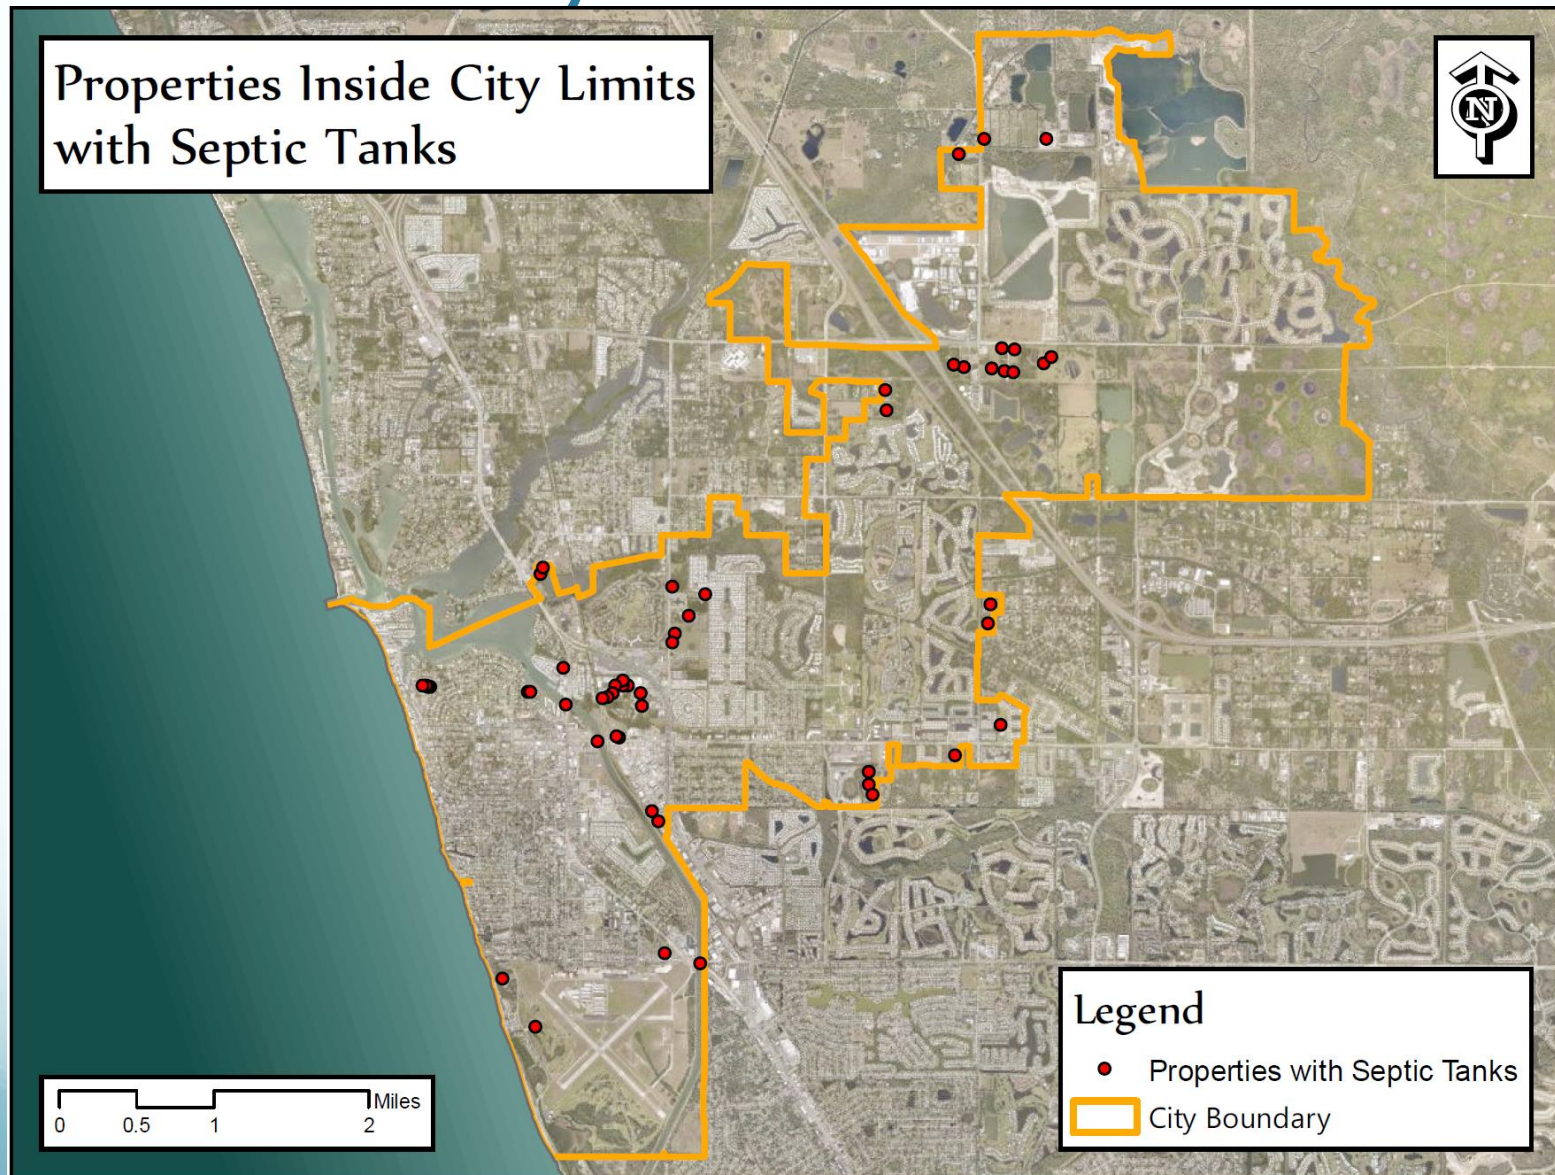 Properties Inside City Limits
with Septic Tanks
N
Legend
Properties with Septic Tanks
City Boundary
Miles
0 0.5 1 2